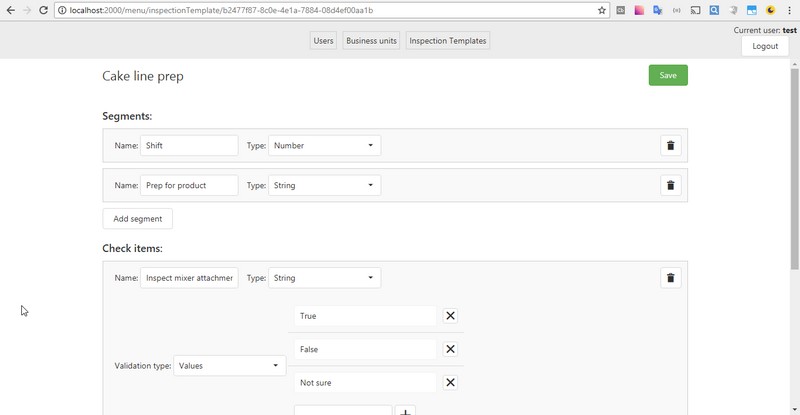 localhost:2000/menu/inspectionTemplate/b2477f87-8c0e-4e1a-7884-08d4ef00aa1b
Current user: test
Users Business units Inspection Templates
Logout
Cake line prep Save
Segments:
Name: Shift Type: Number
Name: Prep for product Type: String
Add segment
Check items:
Name: Inspect mixer attachmer Type: String
True
False
Validation type: Values
Not sure